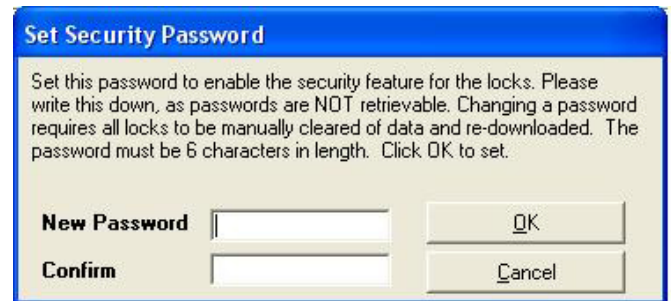 Set Security Password
Set this password to enable the security feature for the locks. Please
write this down, as passwords are NOT retrievable. Changing a password
requires all locks to be manually cleared of data and re-downloaded. The
password must be 6 characters in length. Click OK to set.
New Password
OK
Confirm
Cancel